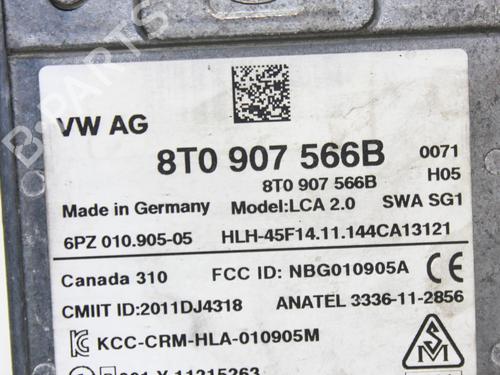 VW AG
8T0 907 566B 0071
8T0 907 566B H05
Made in Germany Model:LCA 2.0 SWA SG1
6PZ 010.905-05 HLH-45F14.11.144CA13121
Canada 310 FCC ID: NBG010905A CE
CMIIT ID:2011DJ4318 ANATEL 3336-11-2856
KCC-CRM-HLA-010905M